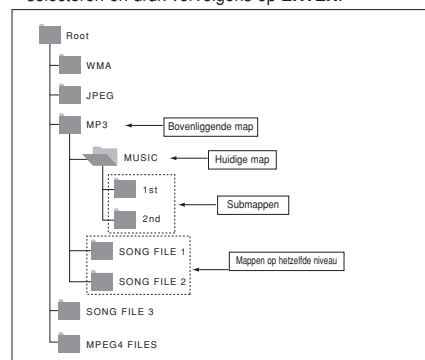 selecteren en druk vervolgens op ENTER.
Root
WMA
JPEG
MP3
Bovenliggende map
MUSIC
Huidige map
1st
2nd
Submappen
SONG FILE 1
Mappen op hetzelfde niveau
SONG FILE 2
SONG FILE 3
MPEG4 FILES